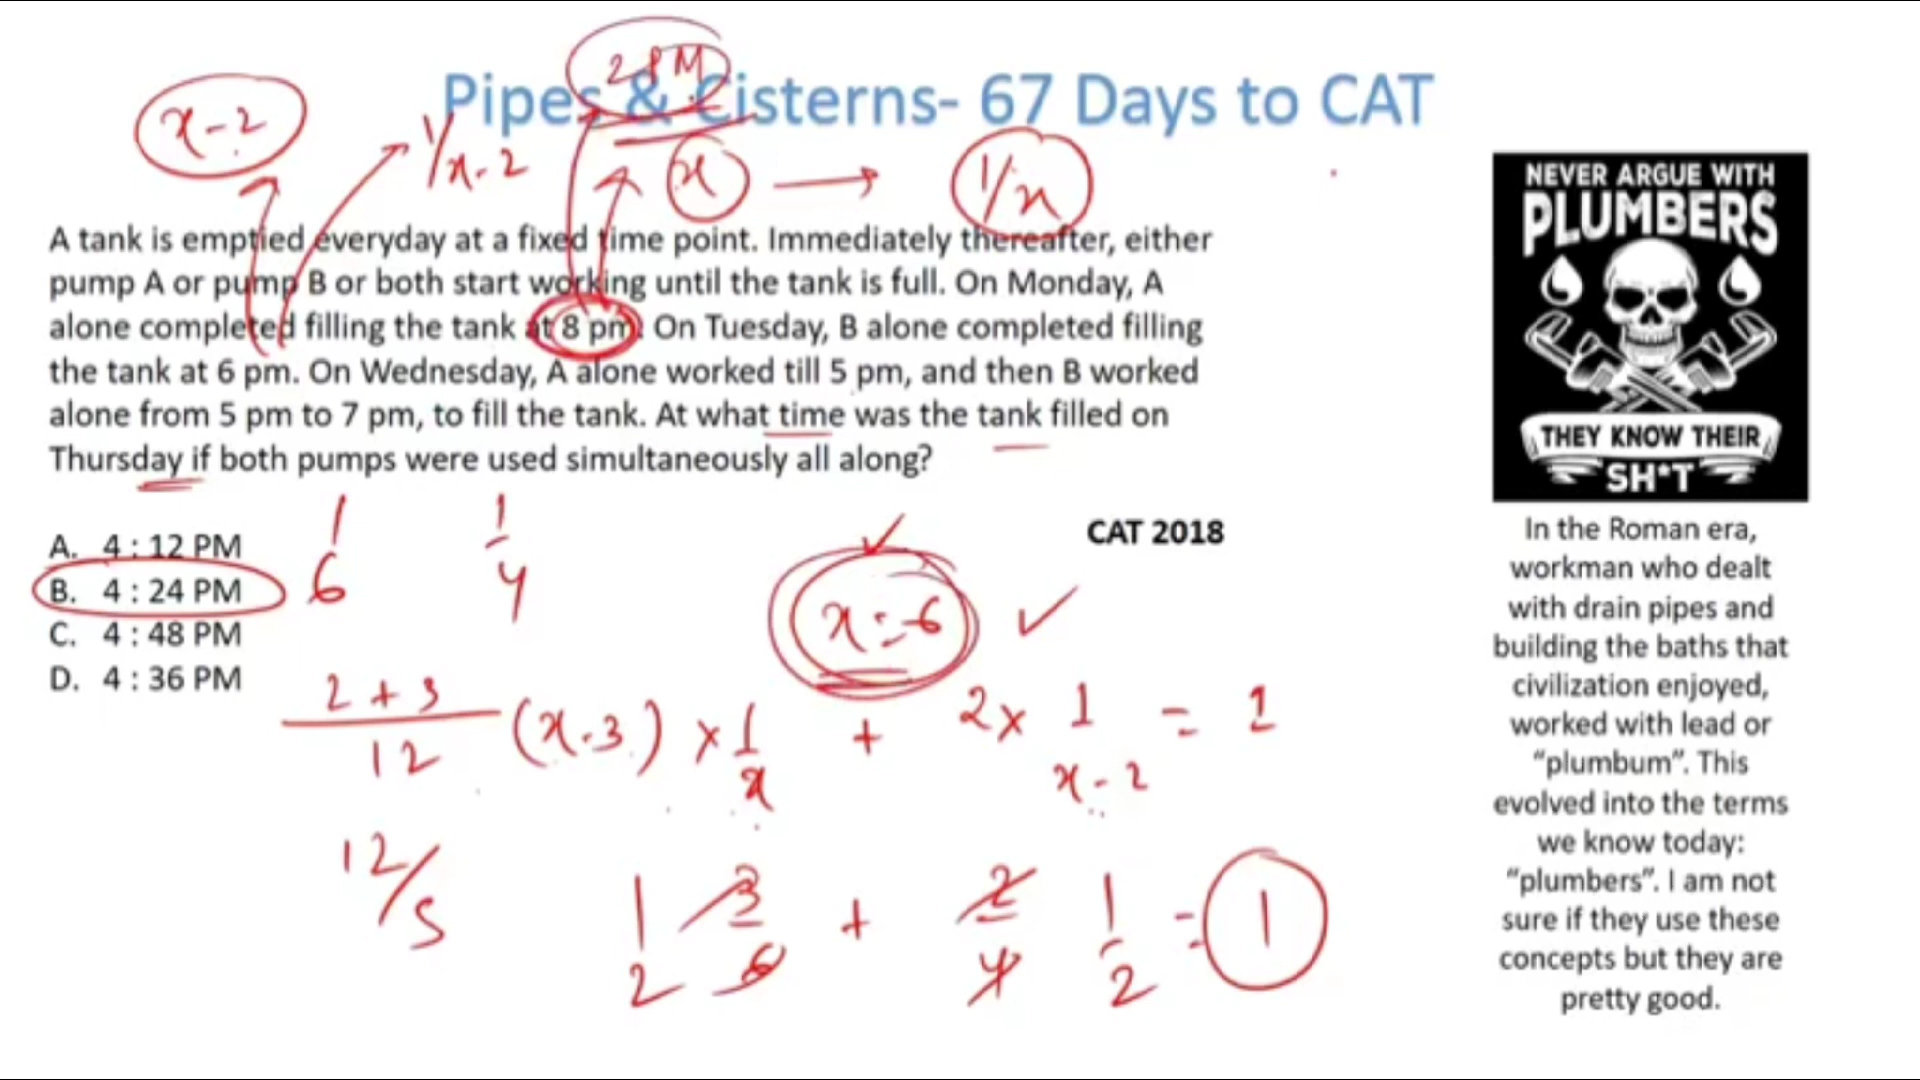 Pipes & Cisterns- 67 Days to CAT
28M
x-2
1/x-2
x
1/x
A tank is emptied everyday at a fixed time point. Immediately thereafter, either
pump A or pump B or both start working until the tank is full. On Monday, A
alone completed filling the tank at 8 pm. On Tuesday, B alone completed filling
the tank at 6 pm. On Wednesday, A alone worked till 5 pm, and then B worked
alone from 5 pm to 7 pm, to fill the tank. At what time was the tank filled on
Thursday if both pumps were used simultaneously all along?
CAT 2018
A. 4 : 12 PM
B. 4 : 24 PM
C. 4 : 48 PM
D. 4 : 36 PM
1/6 1/4
x = 6
2+3/12
(x-3) × 1/x + 2× 1/x-2 = 1
12/5
1/2 3/6 + 2/4 1/2 = 1
NEVER ARGUE WITH
PLUMBERS
THEY KNOW THEIR
SH*T
In the Roman era,
workman who dealt
with drain pipes and
building the baths that
civilization enjoyed,
worked with lead or
“plumbum”. This
evolved into the terms
we know today:
“plumbers”. I am not
sure if they use these
concepts but they are
pretty good.